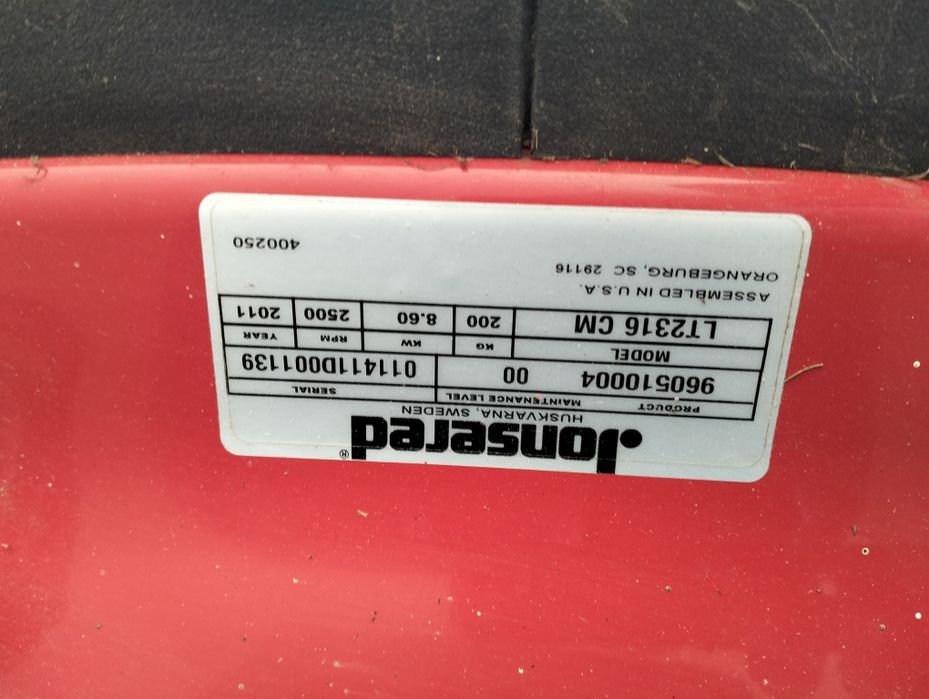 Jonsered®
HUSKVARNA, SWEDEN
PRODUCT MAINTENANCE LEVEL SERIAL
960510004 00 011411D001139
MODEL KG KW RPM YEAR
LT2316 CM 200 8.60 2500 2011
ASSEMBLED IN U.S.A.
ORANGEBURG, SC 29116
400250